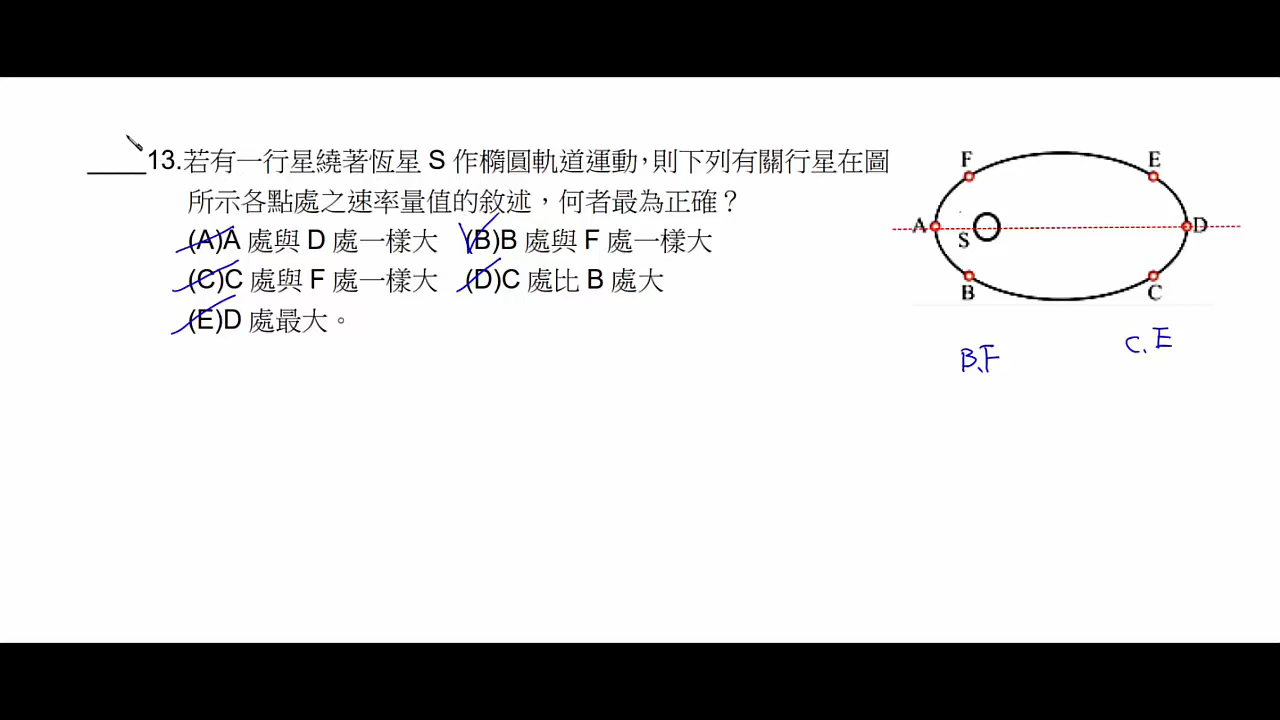 13.若有一行星繞著恆星 S 作橢圓軌道運動，則下列有關行星在圖
所示各點處之速率量值的敘述，何者最為正確？
(A)A 處與 D 處一樣大 (B)B 處與 F 處一樣大
(C)C 處與 F 處一樣大 (D)C 處比 B 處大
(E)D 處最大。
F E
A S D
B C
B、F C、E